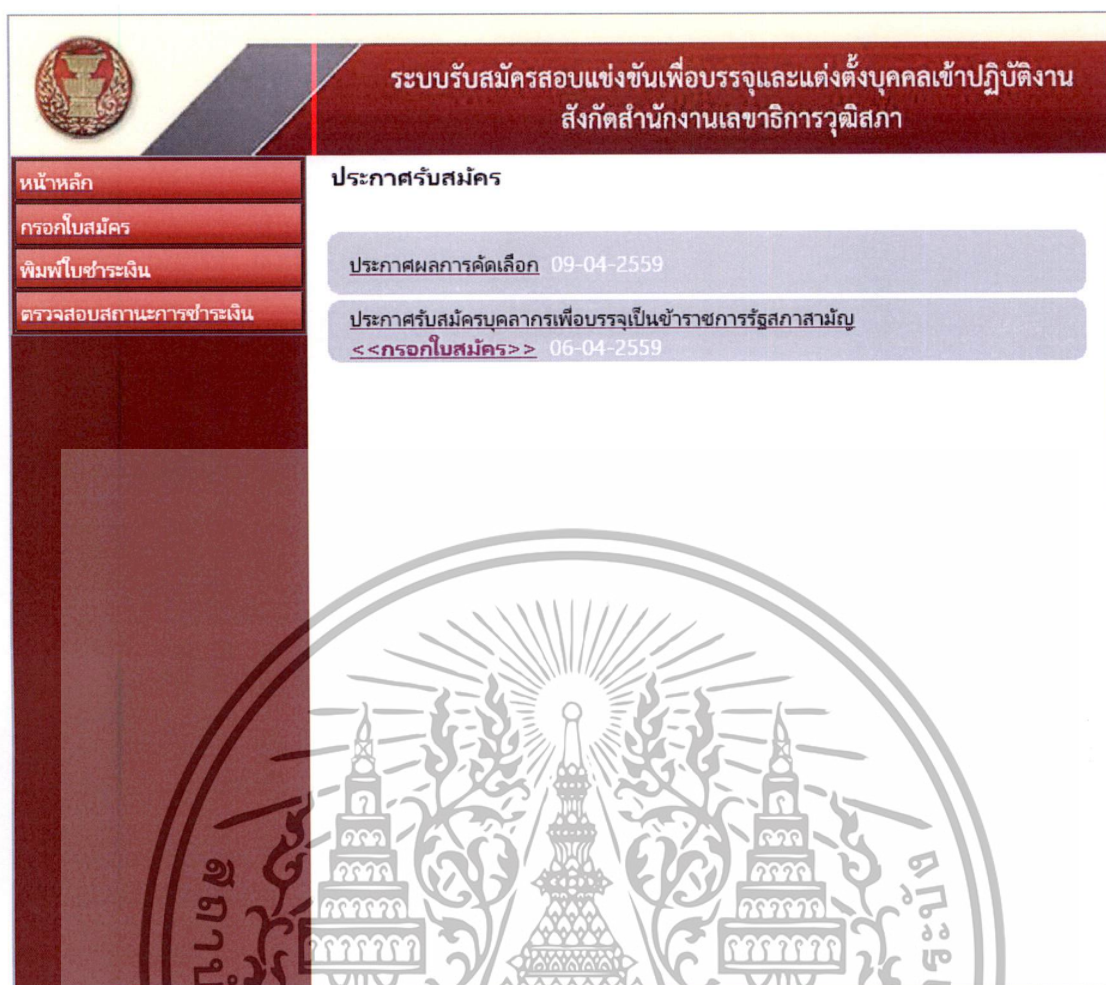 ระบบรับสมัครสอบแข่งขันเพื่อบรรจุและแต่งตั้งบุคคลเข้าปฏิบัติงาน
สังกัดสำนักงานเลขาธิการวุฒิสภา
หน้าหลัก
กรอกใบสมัคร
พิมพ์ใบชำระเงิน
ตรวจสอบสถานะการชำระเงิน
ประกาศรับสมัคร
ประกาศผลการคัดเลือก 09-04-2559
ประกาศรับสมัครบุคลากรเพื่อบรรจุเป็นข้าราชการรัฐสภาสามัญ
<<กรอกใบสมัคร>> 06-04-2559